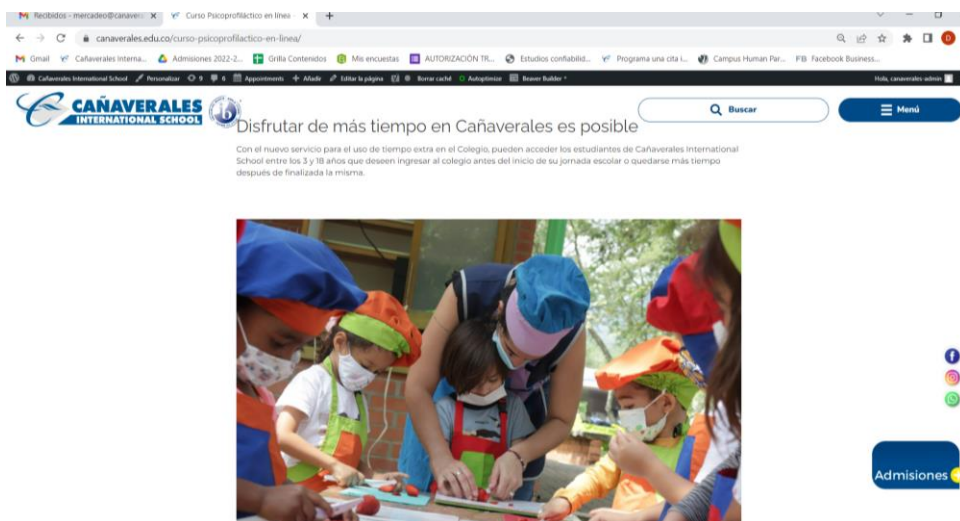 Recibidos - mercadeo@canavera
Curso Psicoprofiláctico en línea -
canaverales.edu.co/curso-psicoprofilactico-en-linea/
Gmail Cañaverales Interna... Admisiones 2022-2... Grilla Contenidos Mis encuestas AUTORIZACIÓN TR... Estudios confiabilid... Programa una cita i... Campus Human Par... FB Facebook Business...
Cañaverales International School Personalizar 9 6 Appointments Añadir Editar la página Borrar caché Autoptimize Beaver Builder Hola, canaverales-admin
CAÑAVERALES
INTERNATIONAL SCHOOL
Buscar
Menú
Disfrutar de más tiempo en Cañaverales es posible
Con el nuevo servicio para el uso de tiempo extra en el Colegio, pueden acceder los estudiantes de Cañaverales International
School entre los 3 y 18 años que deseen ingresar al colegio antes del inicio de su jornada escolar o quedarse más tiempo
después de finalizada la misma.
Admisiones